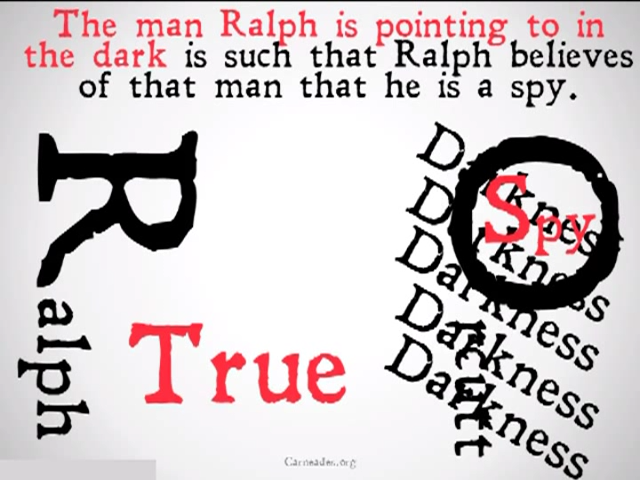 The man Ralph is pointing to in
the dark is such that Ralph believes
of that man that he is a spy.
Ralph
True
Darkness
Darkness
Darkness
Darkness
Darkness
Spy
Carneades.org